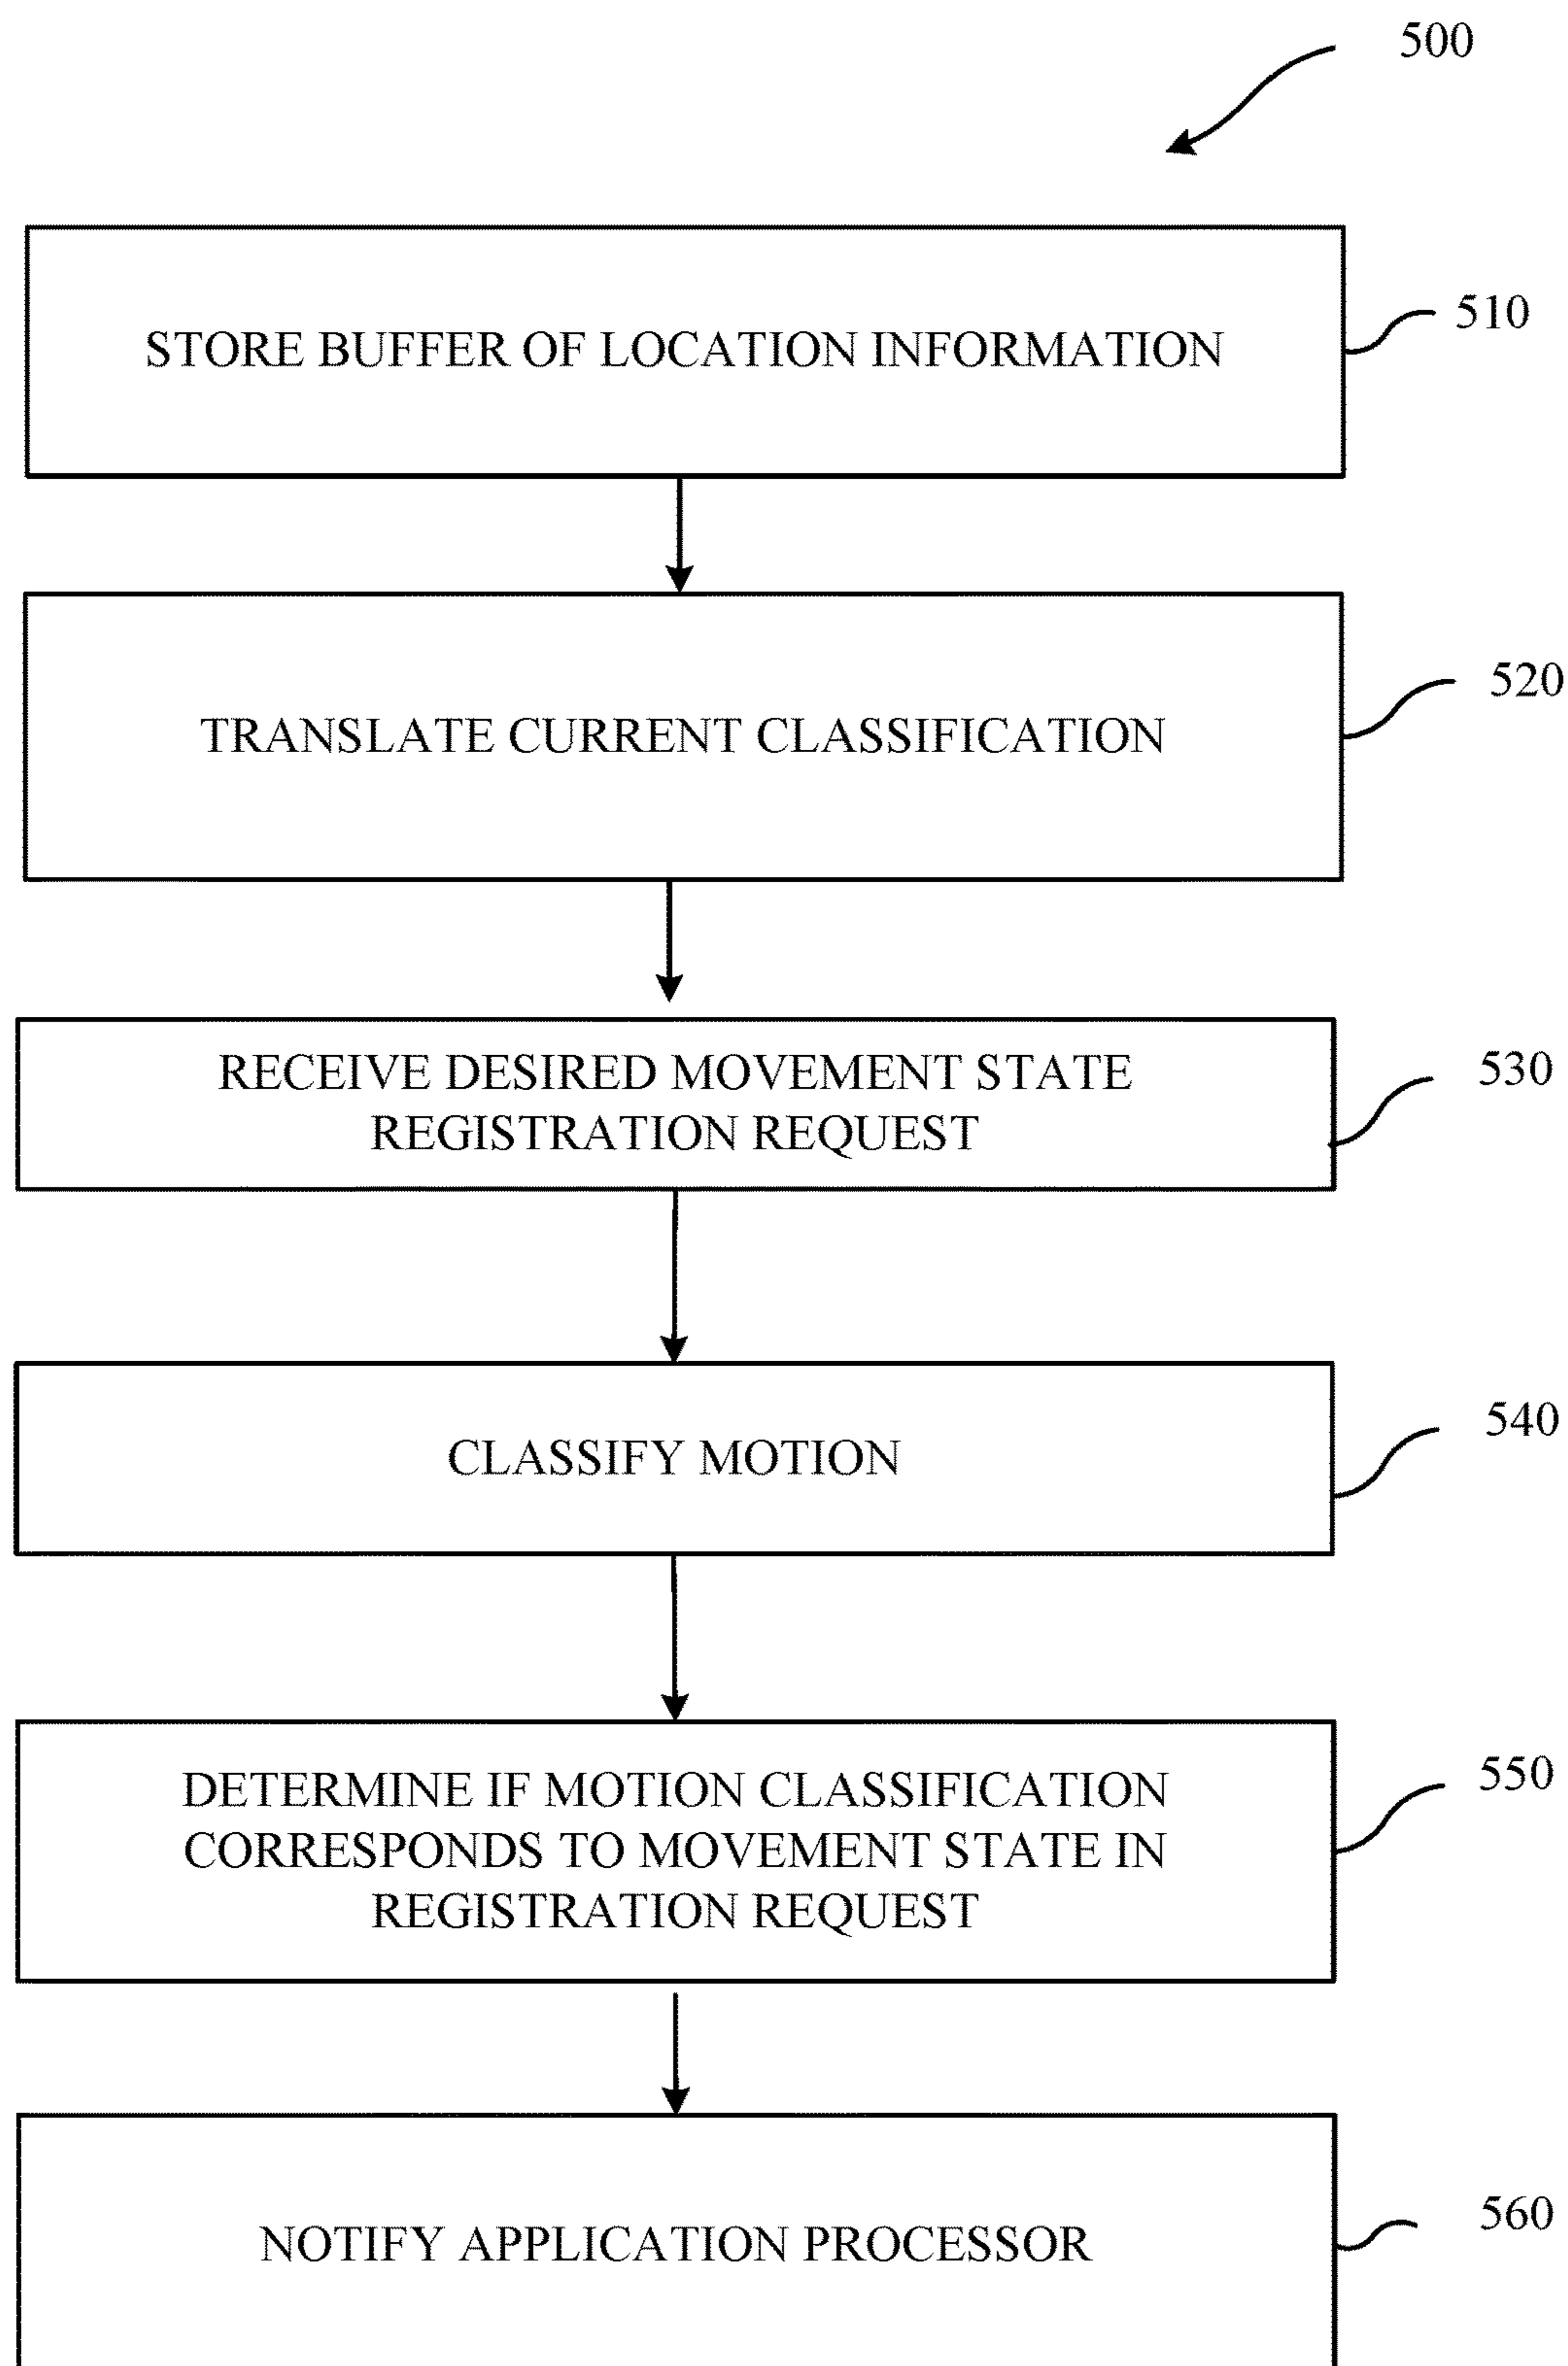 500
STORE BUFFER OF LOCATION INFORMATION
510
TRANSLATE CURRENT CLASSIFICATION
520
RECEIVE DESIRED MOVEMENT STATE
REGISTRATION REQUEST
530
CLASSIFY MOTION
540
DETERMINE IF MOTION CLASSIFICATION
CORRESPONDS TO MOVEMENT STATE IN
REGISTRATION REQUEST
550
NOTIFY APPLICATION PROCESSOR
560